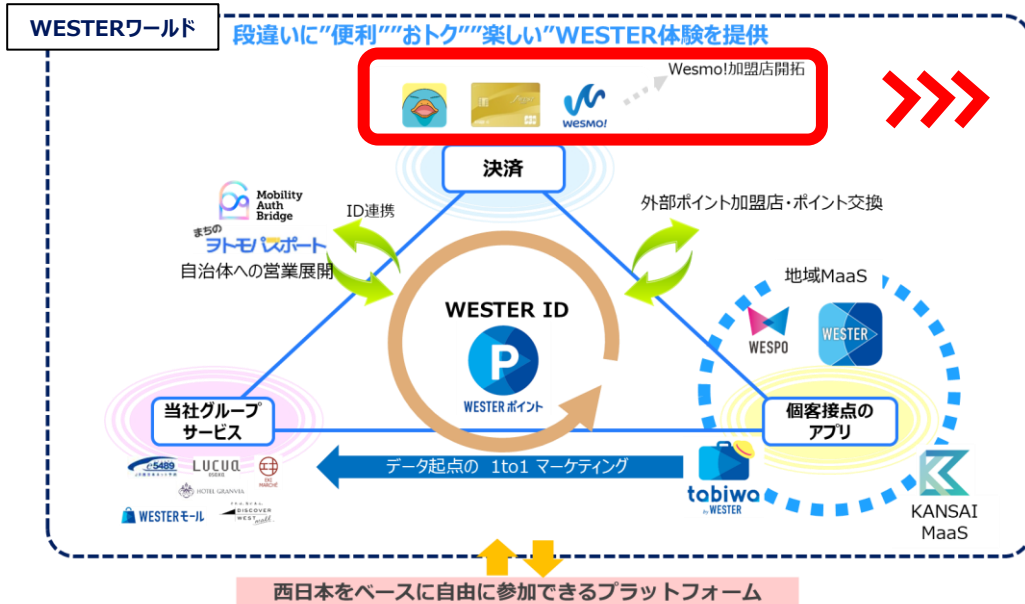 WESTERワールド
段違いに”便利””おトク””楽しい”WESTER体験を提供
Wesmo!加盟店開拓
wesmo!
決済
Mobility
Auth
Bridge
ID連携
まちの
ヲトモパスポート
自治体への営業展開
外部ポイント加盟店・ポイント交換
地域MaaS
WESPO
WESTER
WESTER ID
P
WESTERポイント
当社グループ
サービス
個客接点の
アプリ
データ起点の 1to1 マーケティング
e5489
LUCUA
OSAKA
EKI
MARCHÉ
HOTEL GRANVIA
WESTERモール
DISCOVER
WEST
mall
tabiwa
by WESTER
KANSAI
MaaS
西日本をベースに自由に参加できるプラットフォーム